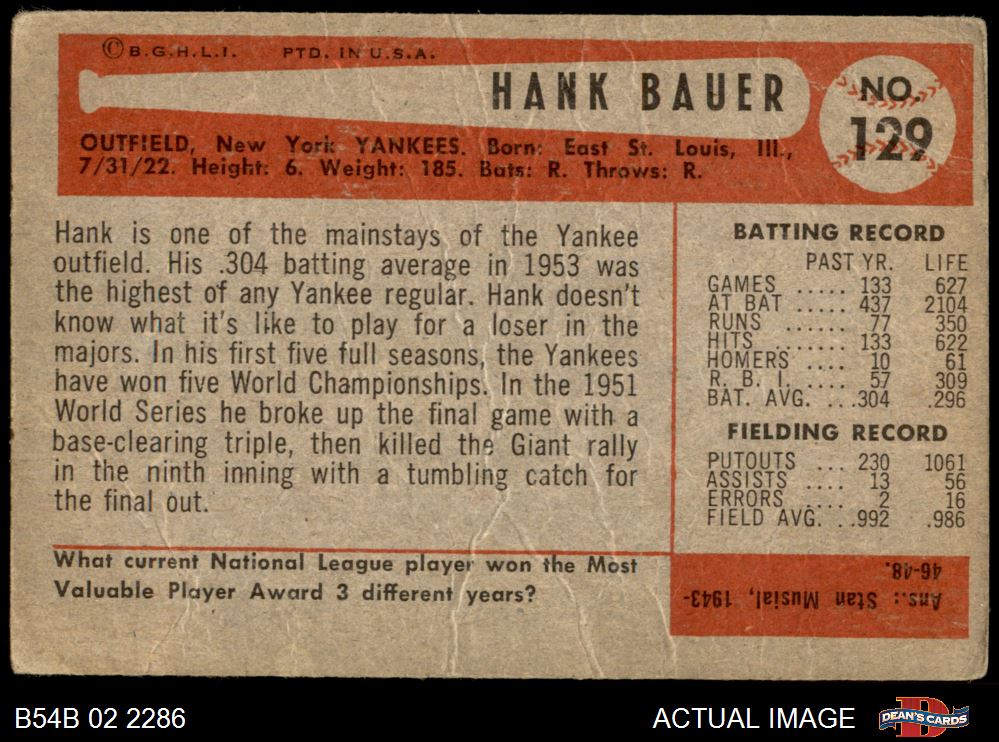 ©B.G.H.L.I. PTD. IN U.S.A.
HANK BAUER
NO.
129
OUTFIELD, New York YANKEES. Born: East St. Louis, Ill.,
7/31/22. Height: 6. Weight: 185. Bats: R. Throws: R.
Hank is one of the mainstays of the Yankee
outfield. His .304 batting average in 1953 was
the highest of any Yankee regular. Hank doesn't
know what it's like to play for a loser in the
majors. In his first five full seasons, the Yankees
have won five World Championships. In the 1951
World Series he broke up the final game with a
base-clearing triple, then killed the Giant rally
in the ninth inning with a tumbling catch for
the final out.
What current National League player won the Most
Valuable Player Award 3 different years?
BATTING RECORD
PAST YR. LIFE
GAMES ..... 133 627
AT BAT ..... 437 2104
RUNS ...... 77 350
HITS ...... 133 622
HOMERS .... 10 61
R. B. I. .... 57 309
BAT. AVG. ...304 .296
FIELDING RECORD
PUTOUTS ... 230 1061
ASSISTS .... 13 56
ERRORS .... 2 16
FIELD AVG. ..992 .986
Ans.: Stan Musial, 1943-
46-48.
B54B 02 2286
ACTUAL IMAGE
D
DEAN'S CARDS